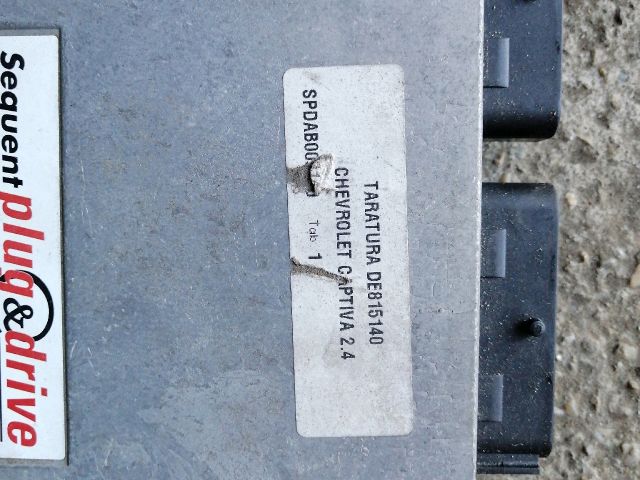 Sequent
plug&drive
TARATURA DE815140
CHEVROLET CAPTIVA 2.4
Tab. 1